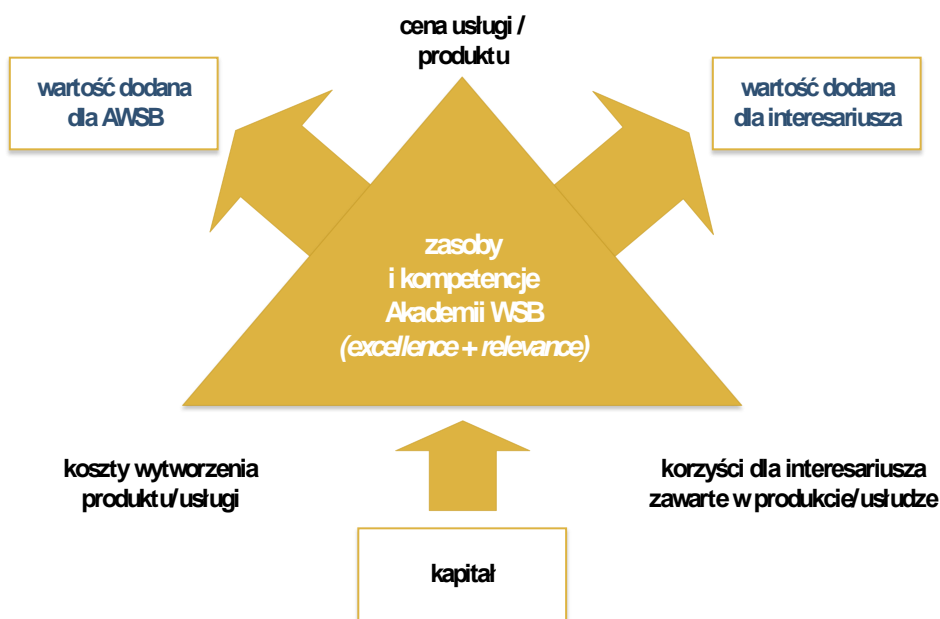 cena usługi /
produktu
wartość dodana
dla AWSB
wartość dodana
dla interesariusza
zasoby
i kompetencje
Akademii WSB
(excellence + relevance)
koszty wytworzenia
produktu/usługi
korzyści dla interesariusza
zawarte w produkcie/usłudze
kapitał